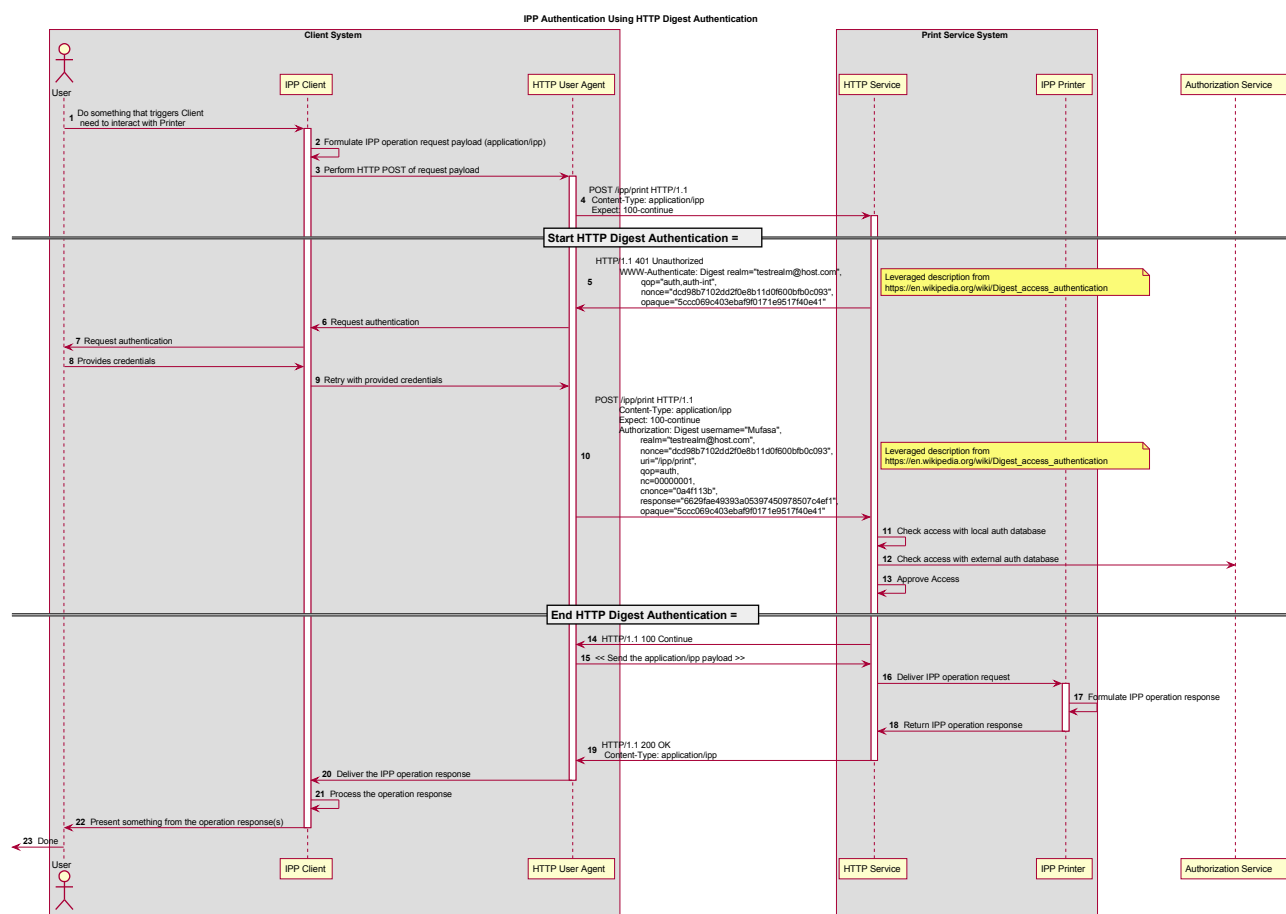 IPP Authentication Using HTTP Digest Authentication
Client System
Print Service System
User
IPP Client
HTTP User Agent
HTTP Service
IPP Printer
Authorization Service
1 Do something that triggers Client
need to interact with Printer
2 Formulate IPP operation request payload (application/ipp)
3 Perform HTTP POST of request payload
4 POST /ipp/print HTTP/1.1
Content-Type: application/ipp
Expect: 100-continue
Start HTTP Digest Authentication =
5 HTTP/1.1 401 Unauthorized
WWW-Authenticate: Digest realm="testrealm@host.com",
qop="auth,auth-int",
nonce="dcd98b7102dd2f0e8b11d0f600bfb0c093",
opaque="5ccc069c403ebaf9f0171e9517f40e41"
Leveraged description from
https://en.wikipedia.org/wiki/Digest_access_authentication
6 Request authentication
7 Request authentication
8 Provides credentials
9 Retry with provided credentials
10 POST /ipp/print HTTP/1.1
Content-Type: application/ipp
Expect: 100-continue
Authorization: Digest username="Mufasa",
realm="testrealm@host.com",
nonce="dcd98b7102dd2f0e8b11d0f600bfb0c093",
uri="/ipp/print",
qop=auth,
nc=00000001,
cnonce="0a4f113b",
response="6629fae49393a05397450978507c4ef1",
opaque="5ccc069c403ebaf9f0171e9517f40e41"
Leveraged description from
https://en.wikipedia.org/wiki/Digest_access_authentication
11 Check access with local auth database
12 Check access with external auth database
13 Approve Access
End HTTP Digest Authentication =
14 HTTP/1.1 100 Continue
15 << Send the application/ipp payload >>
16 Deliver IPP operation request
17 Formulate IPP operation response
18 Return IPP operation response
19 HTTP/1.1 200 OK
Content-Type: application/ipp
20 Deliver the IPP operation response
21 Process the operation response
22 Present something from the operation response(s)
23 Done
User
IPP Client
HTTP User Agent
HTTP Service
IPP Printer
Authorization Service